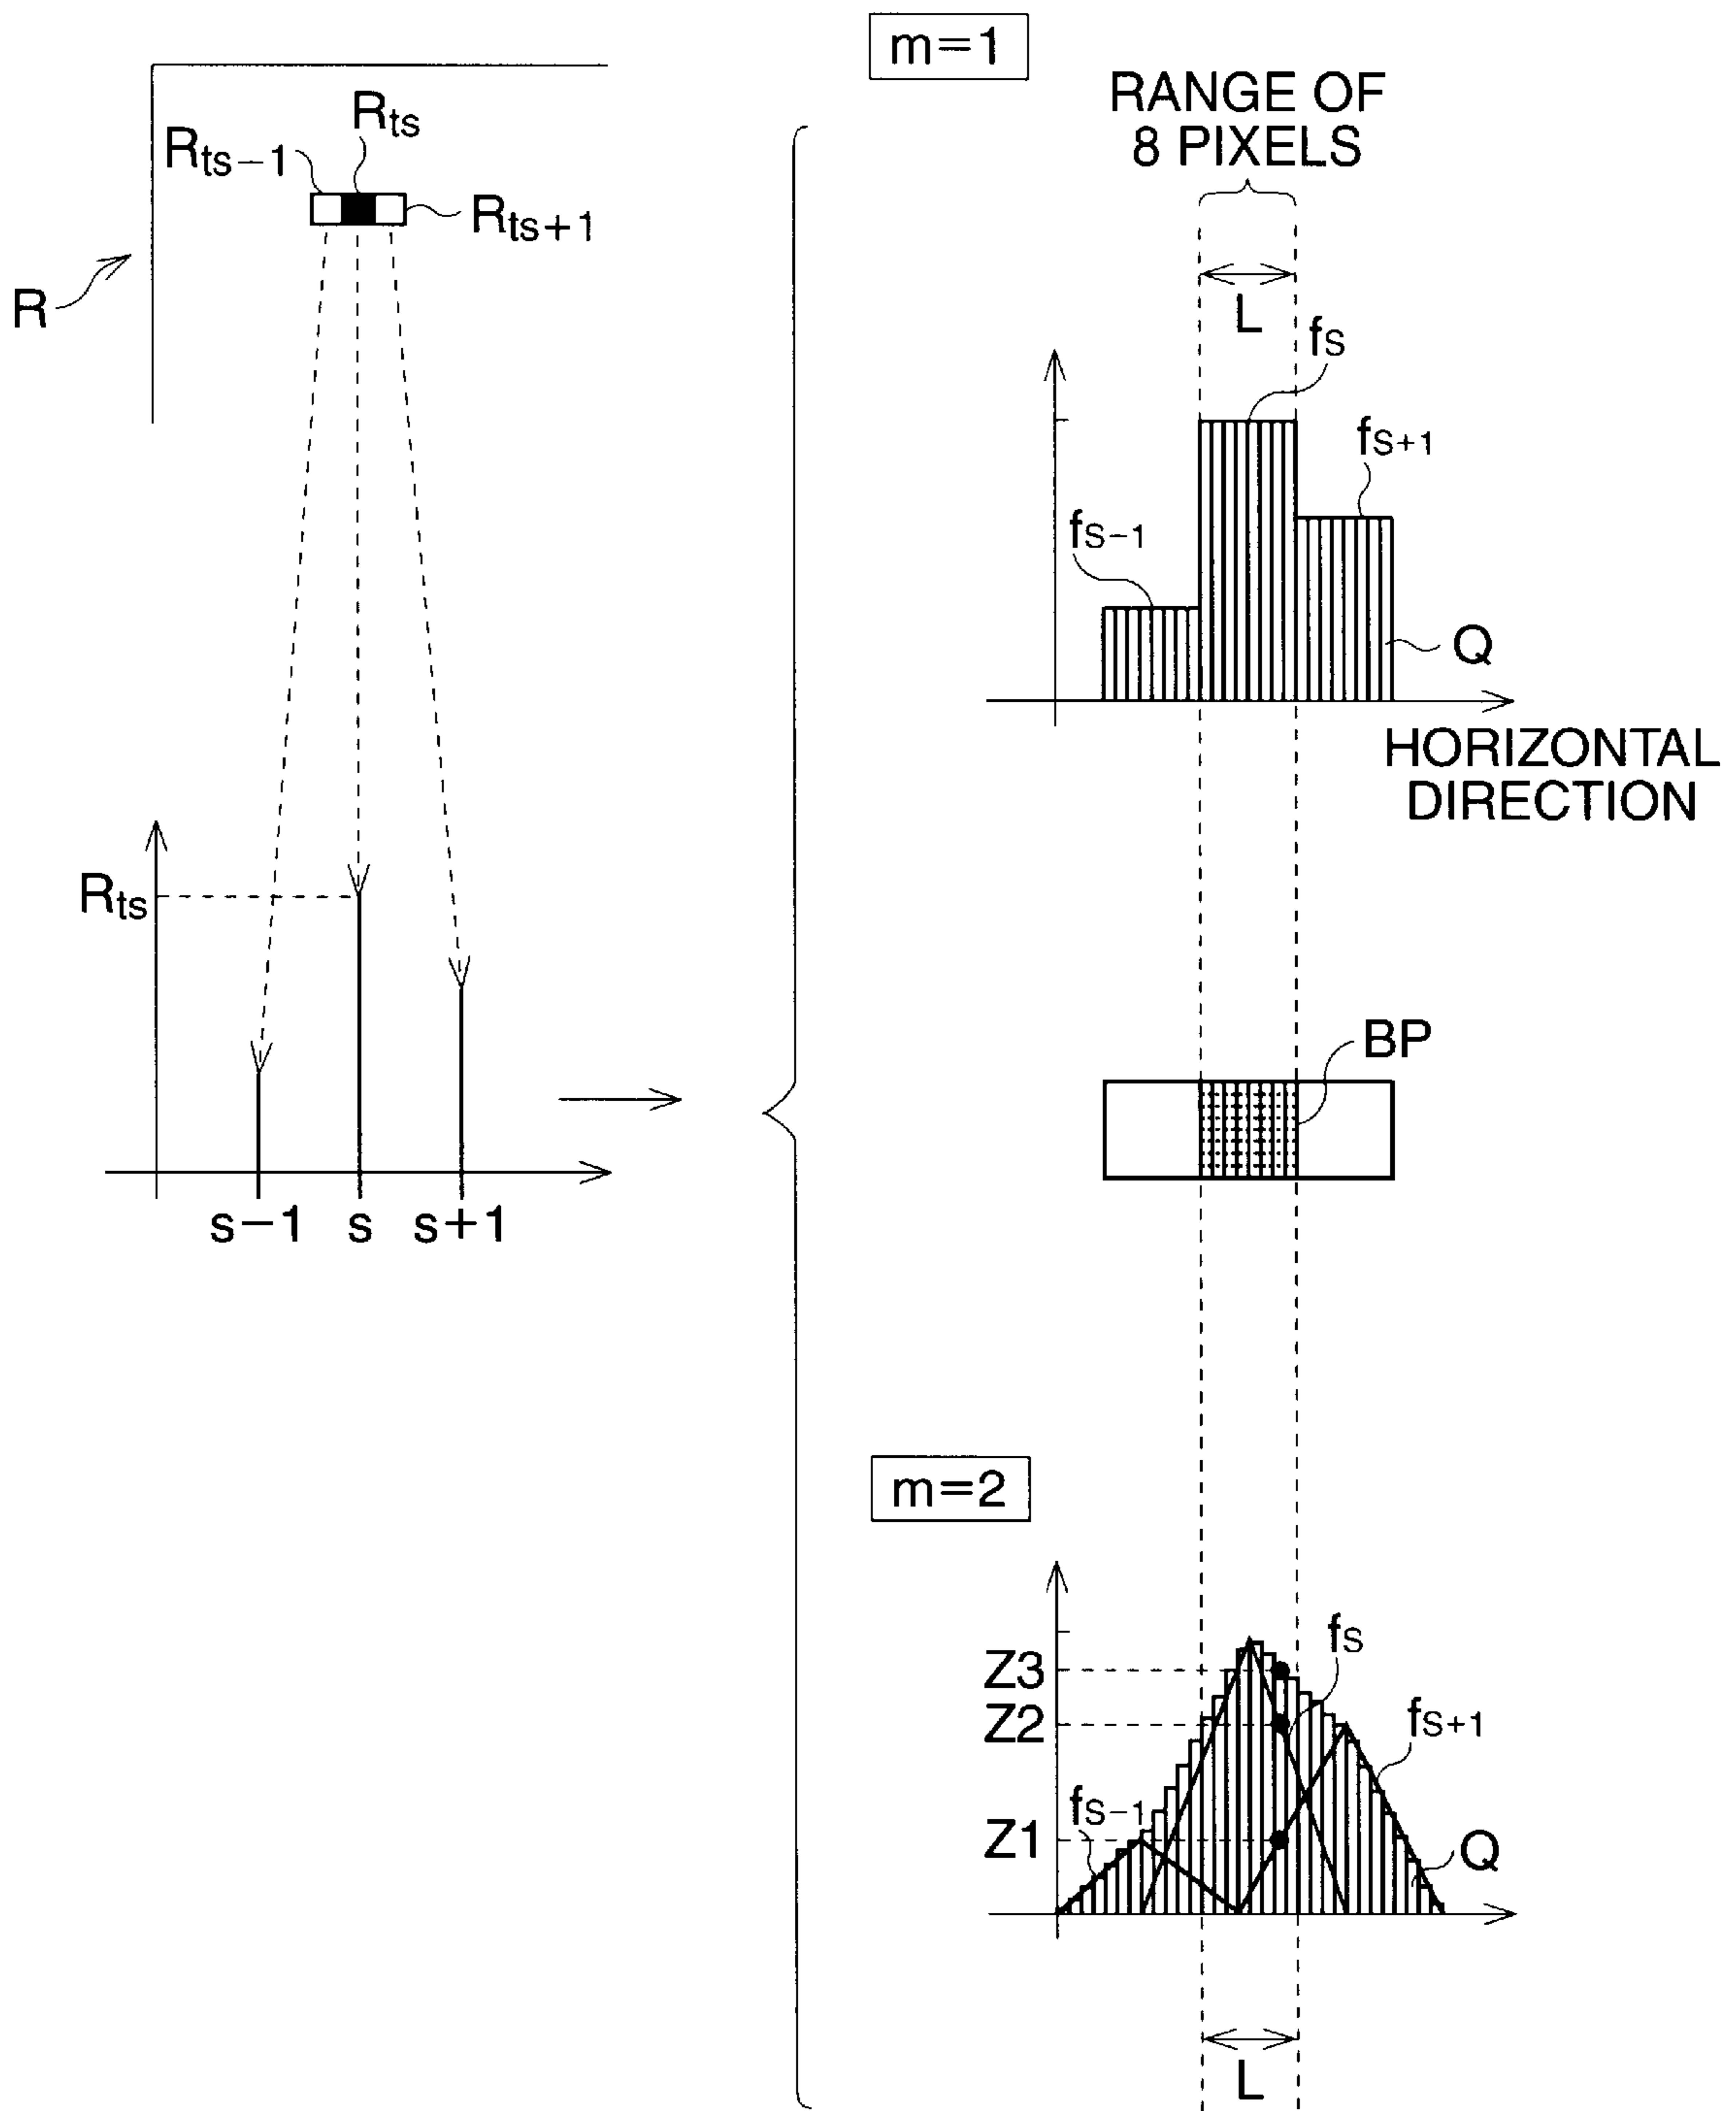 m=1
RANGE OF
8 PIXELS
Rts
Rts−1
Rts+1
R
L
fS
fS+1
fS−1
Q
HORIZONTAL
DIRECTION
Rts
s−1 s s+1
BP
m=2
fS
Z3
Z2
fS+1
fS−1
Z1
Q
L